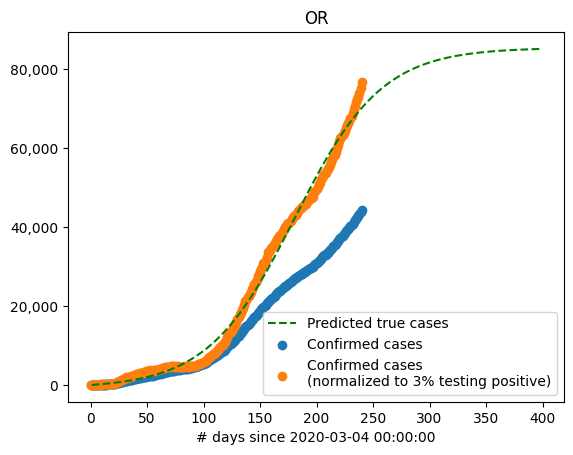 OR
80,000
60,000
40,000
20,000
0
Predicted true cases
Confirmed cases
Confirmed cases
(normalized to 3% testing positive)
0 50 100 150 200 250 300 350 400
# days since 2020-03-04 00:00:00